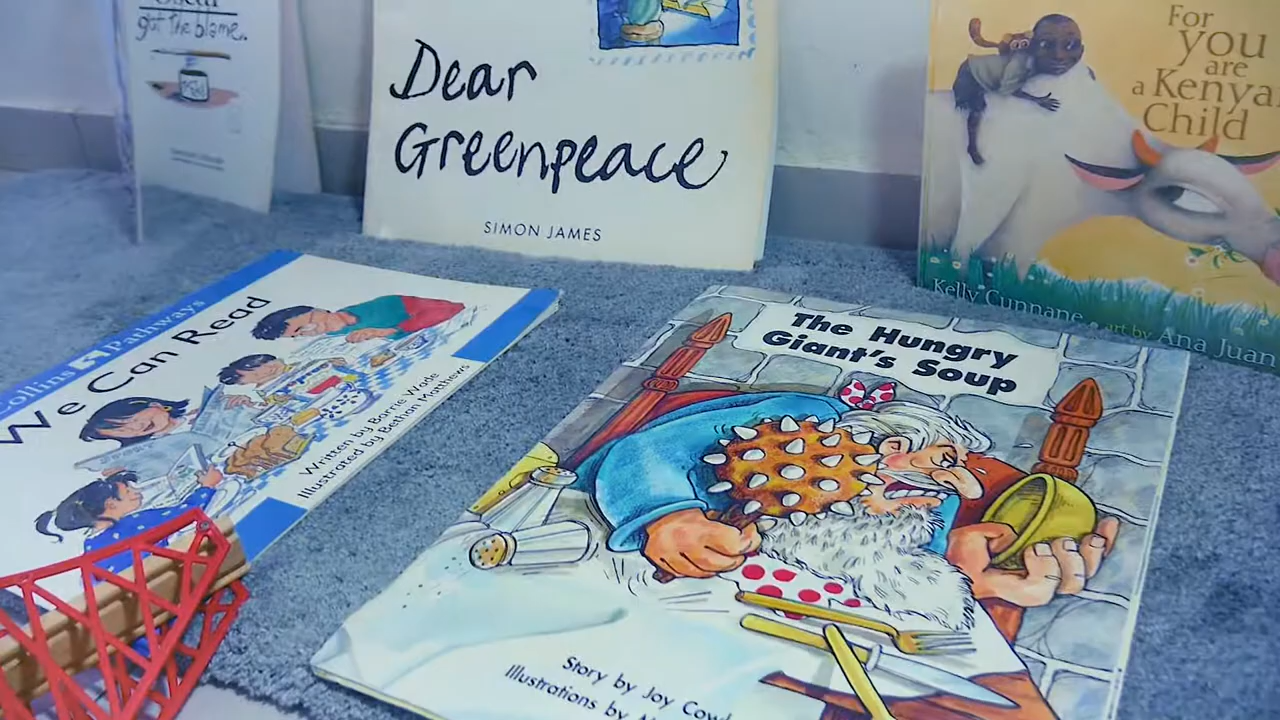 Oscar
got the blame.
Dear
Greenpeace
SIMON JAMES
For
you
are
a Kenya
Child
Kelly Cunnane art by Ana Juan
Collins Pathways
We Can Read
Written by Barrie Wade
Illustrated by Bethan Matthews
The Hungry
Giant's Soup
Story by Joy Cowl
Illustrations by